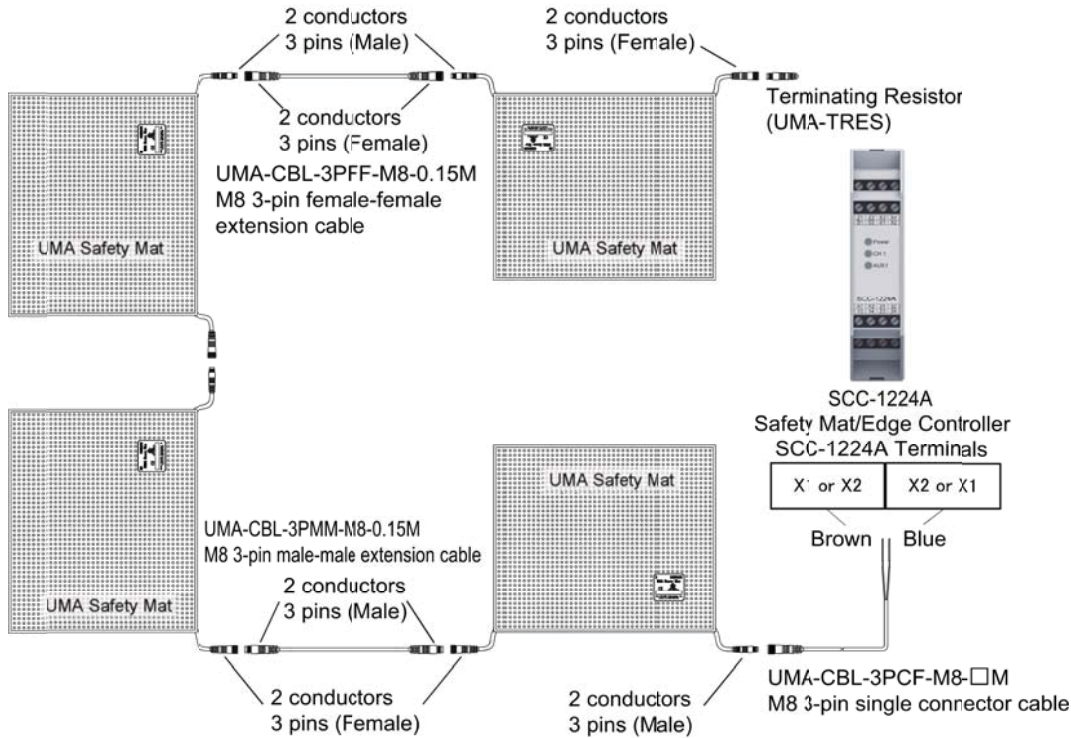 2 conductors
3 pins (Male)
2 conductors
3 pins (Female)
2 conductors
3 pins (Female)
UMA-CBL-3PFF-M8-0.15M
M8 3-pin female-female
extension cable
Terminating Resistor
(UMA-TRES)
UMA Safety Mat
UMA Safety Mat
Power
CH 1
AUX1
SCC-1224A
SCC-1224A
Safety Mat/Edge Controller
SCC-1224A Terminals
X1 or X2
X2 or X1
Brown
Blue
UMA Safety Mat
UMA-CBL-3PMM-M8-0.15M
M8 3-pin male-male extension cable
2 conductors
3 pins (Male)
UMA Safety Mat
2 conductors
3 pins (Female)
2 conductors
3 pins (Male)
UMA-CBL-3PCF-M8-□M
M8 3-pin single connector cable